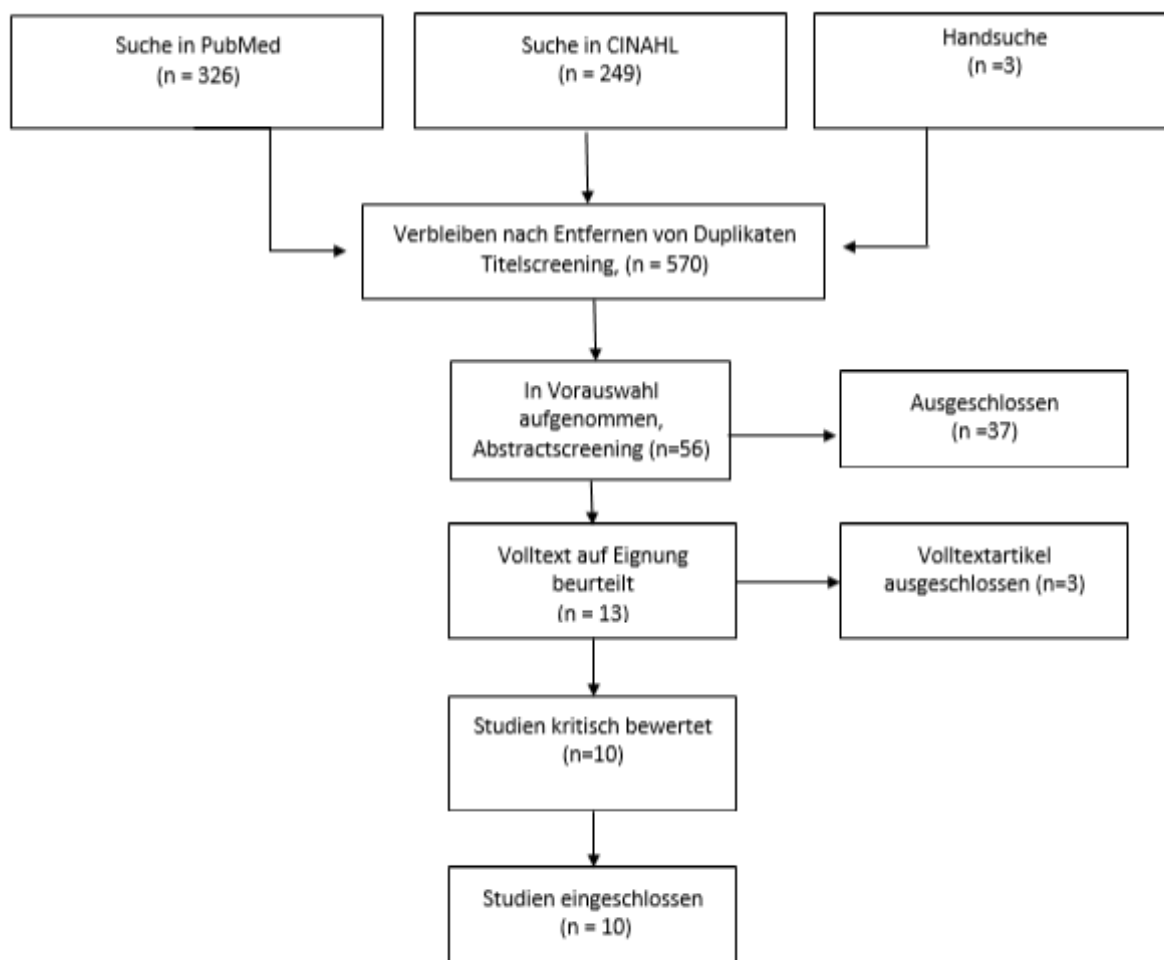 Suche in PubMed
(n = 326)
Suche in CINAHL
(n = 249)
Handsuche
(n =3)
Verbleiben nach Entfernen von Duplikaten
Titelscreening, (n = 570)
In Vorauswahl
aufgenommen,
Abstractscreening (n=56)
Ausgeschlossen
(n =37)
Volltext auf Eignung
beurteilt
(n = 13)
Volltextartikel
ausgeschlossen (n=3)
Studien kritisch bewertet
(n=10)
Studien eingeschlossen
(n = 10)